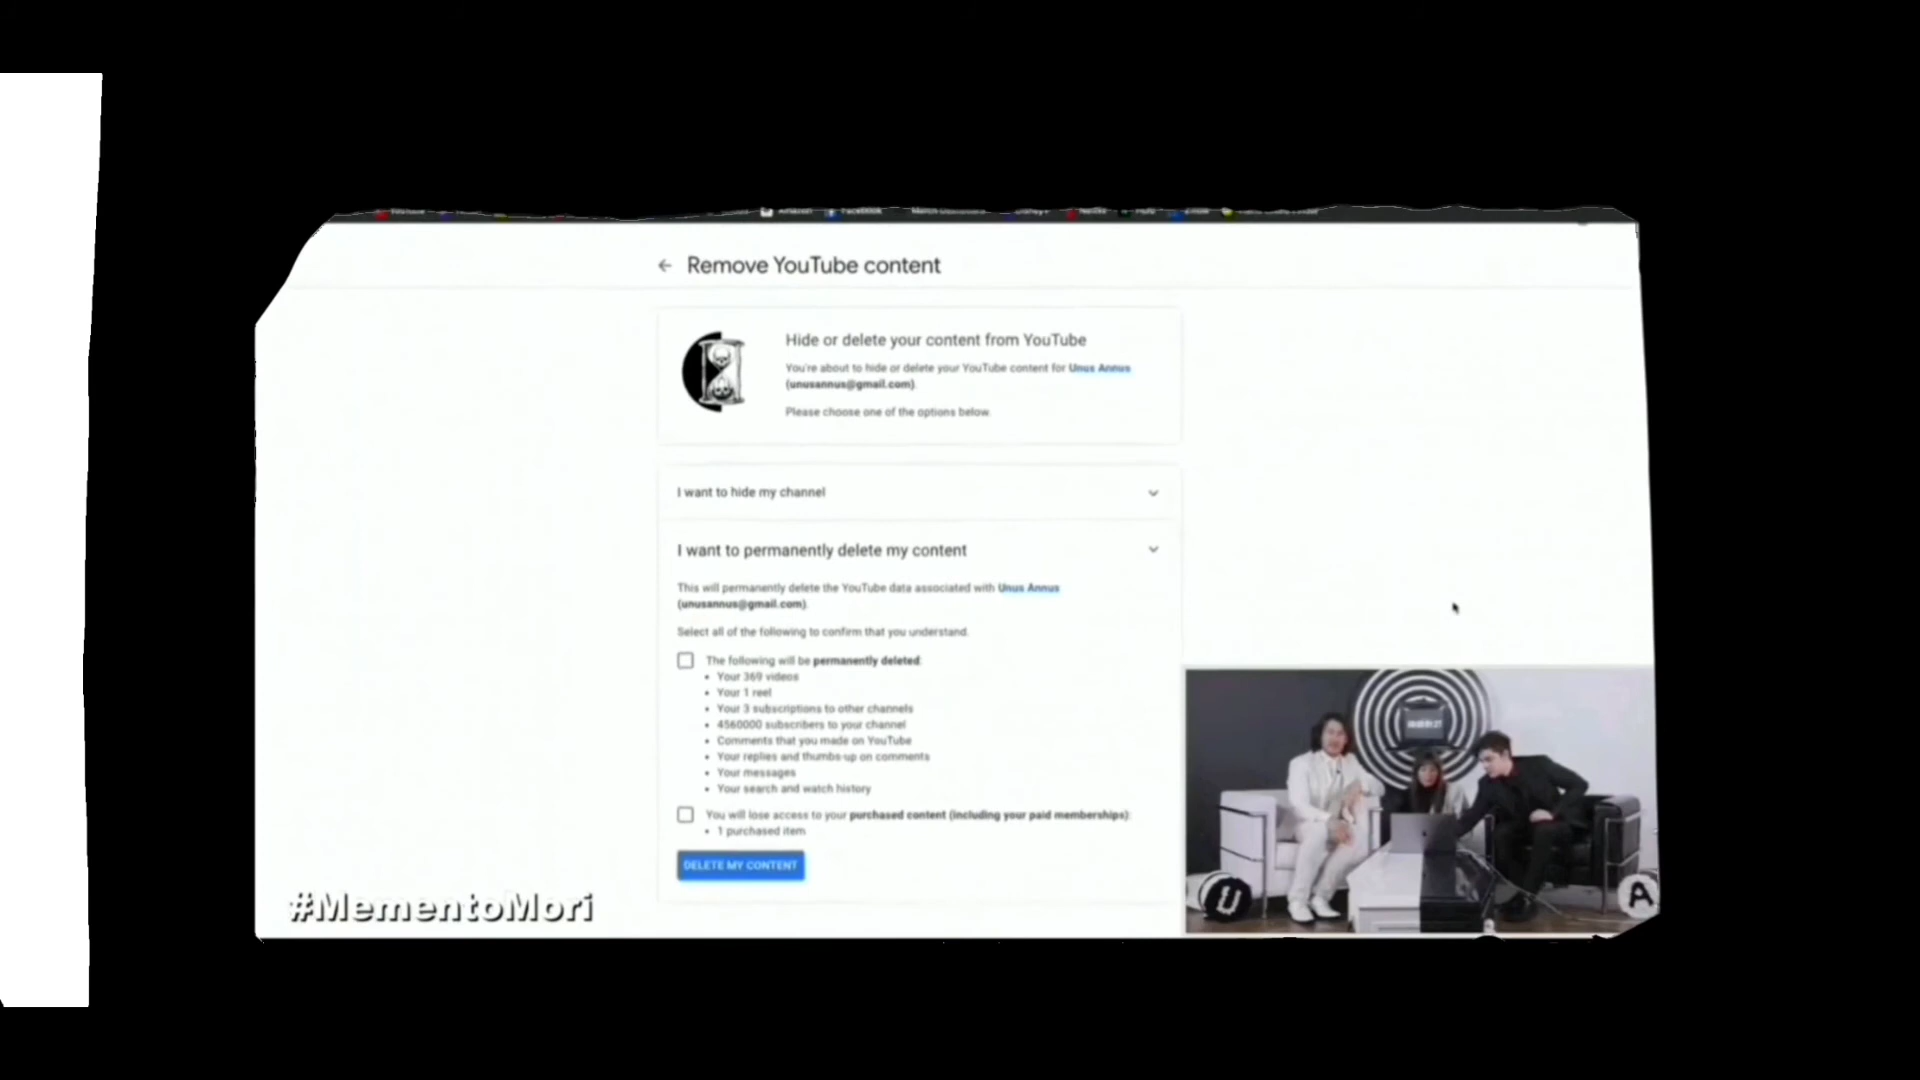 Amazon
Facebook
Remove YouTube content
Hide or delete your content from YouTube
You're about to hide or delete your YouTube content for Unus Annus
(unusannus@gmail.com).
Please choose one of the options below.
I want to hide my channel
I want to permanently delete my content
This will permanently delete the YouTube data associated with Unus Annus
(unusannus@gmail.com).
Select all of the following to confirm that you understand.
The following will be permanently deleted:
• Your 369 videos
• Your 1 reel
• Your 3 subscriptions to other channels
• 4560000 subscribers to your channel
• Comments that you made on YouTube
• Your replies and thumbs-up on comments
• Your messages
• Your search and watch history
You will lose access to your purchased content (including your paid memberships):
• 1 purchased item
DELETE MY CONTENT
#MementoMori
U
A